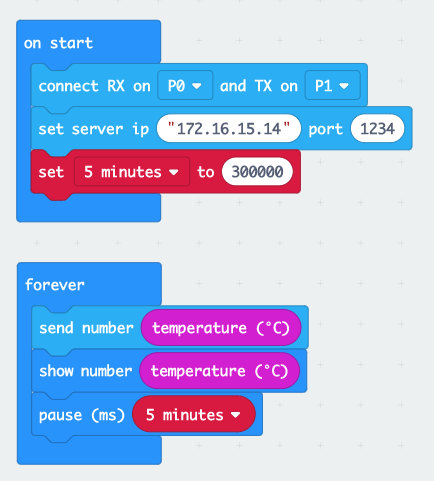 on start
connect RX on P0 and TX on P1
set server ip "172.16.15.14" port 1234
set 5 minutes to 300000
forever
send number temperature (°C)
show number temperature (°C)
pause (ms) 5 minutes